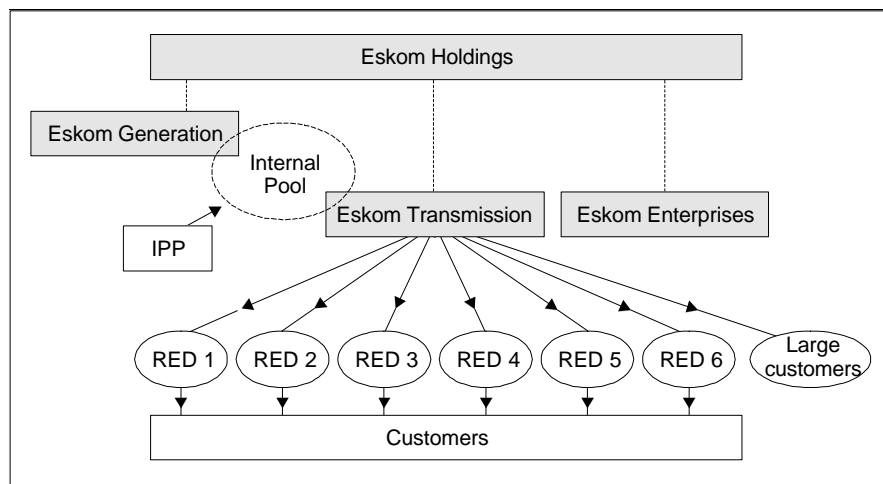 Eskom Holdings
Eskom Generation
Internal
Pool
Eskom Transmission
Eskom Enterprises
IPP
RED 1
RED 2
RED 3
RED 4
RED 5
RED 6
Large
customers
Customers